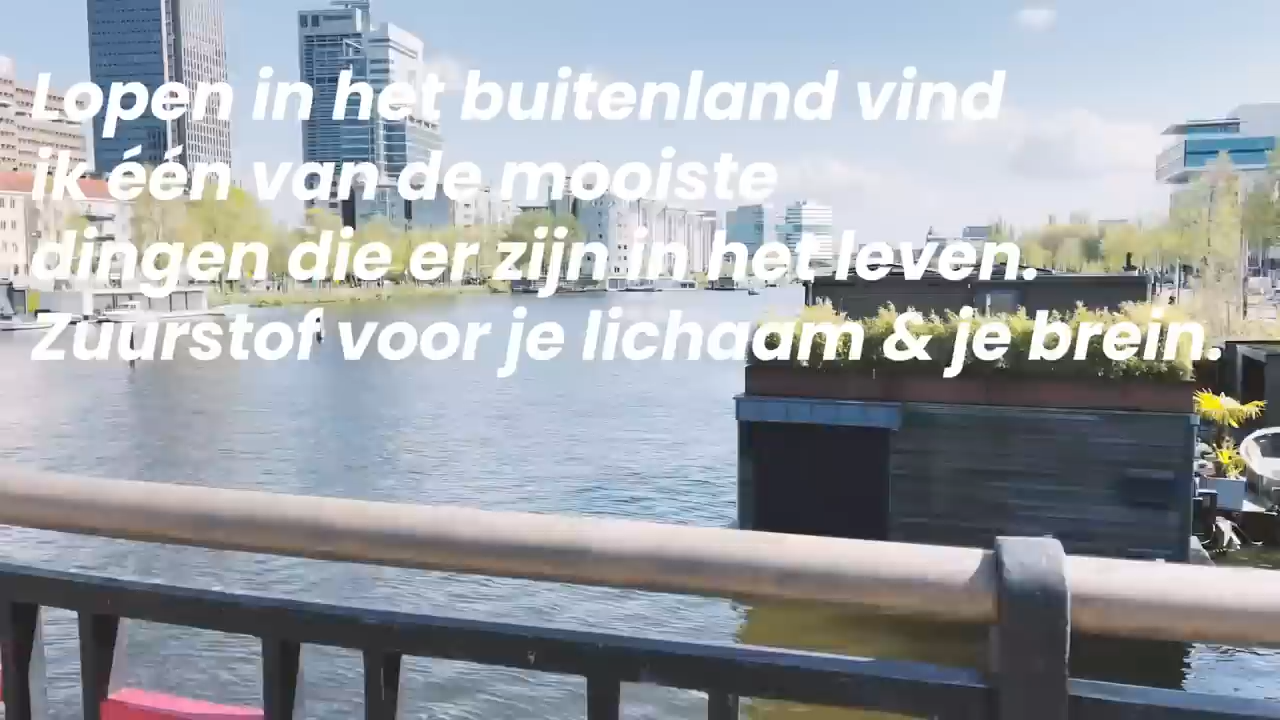 Lopen in het buitenland vind
ik één van de mooiste
dingen die er zijn in het leven.
Zuurstof voor je lichaam & je brein.